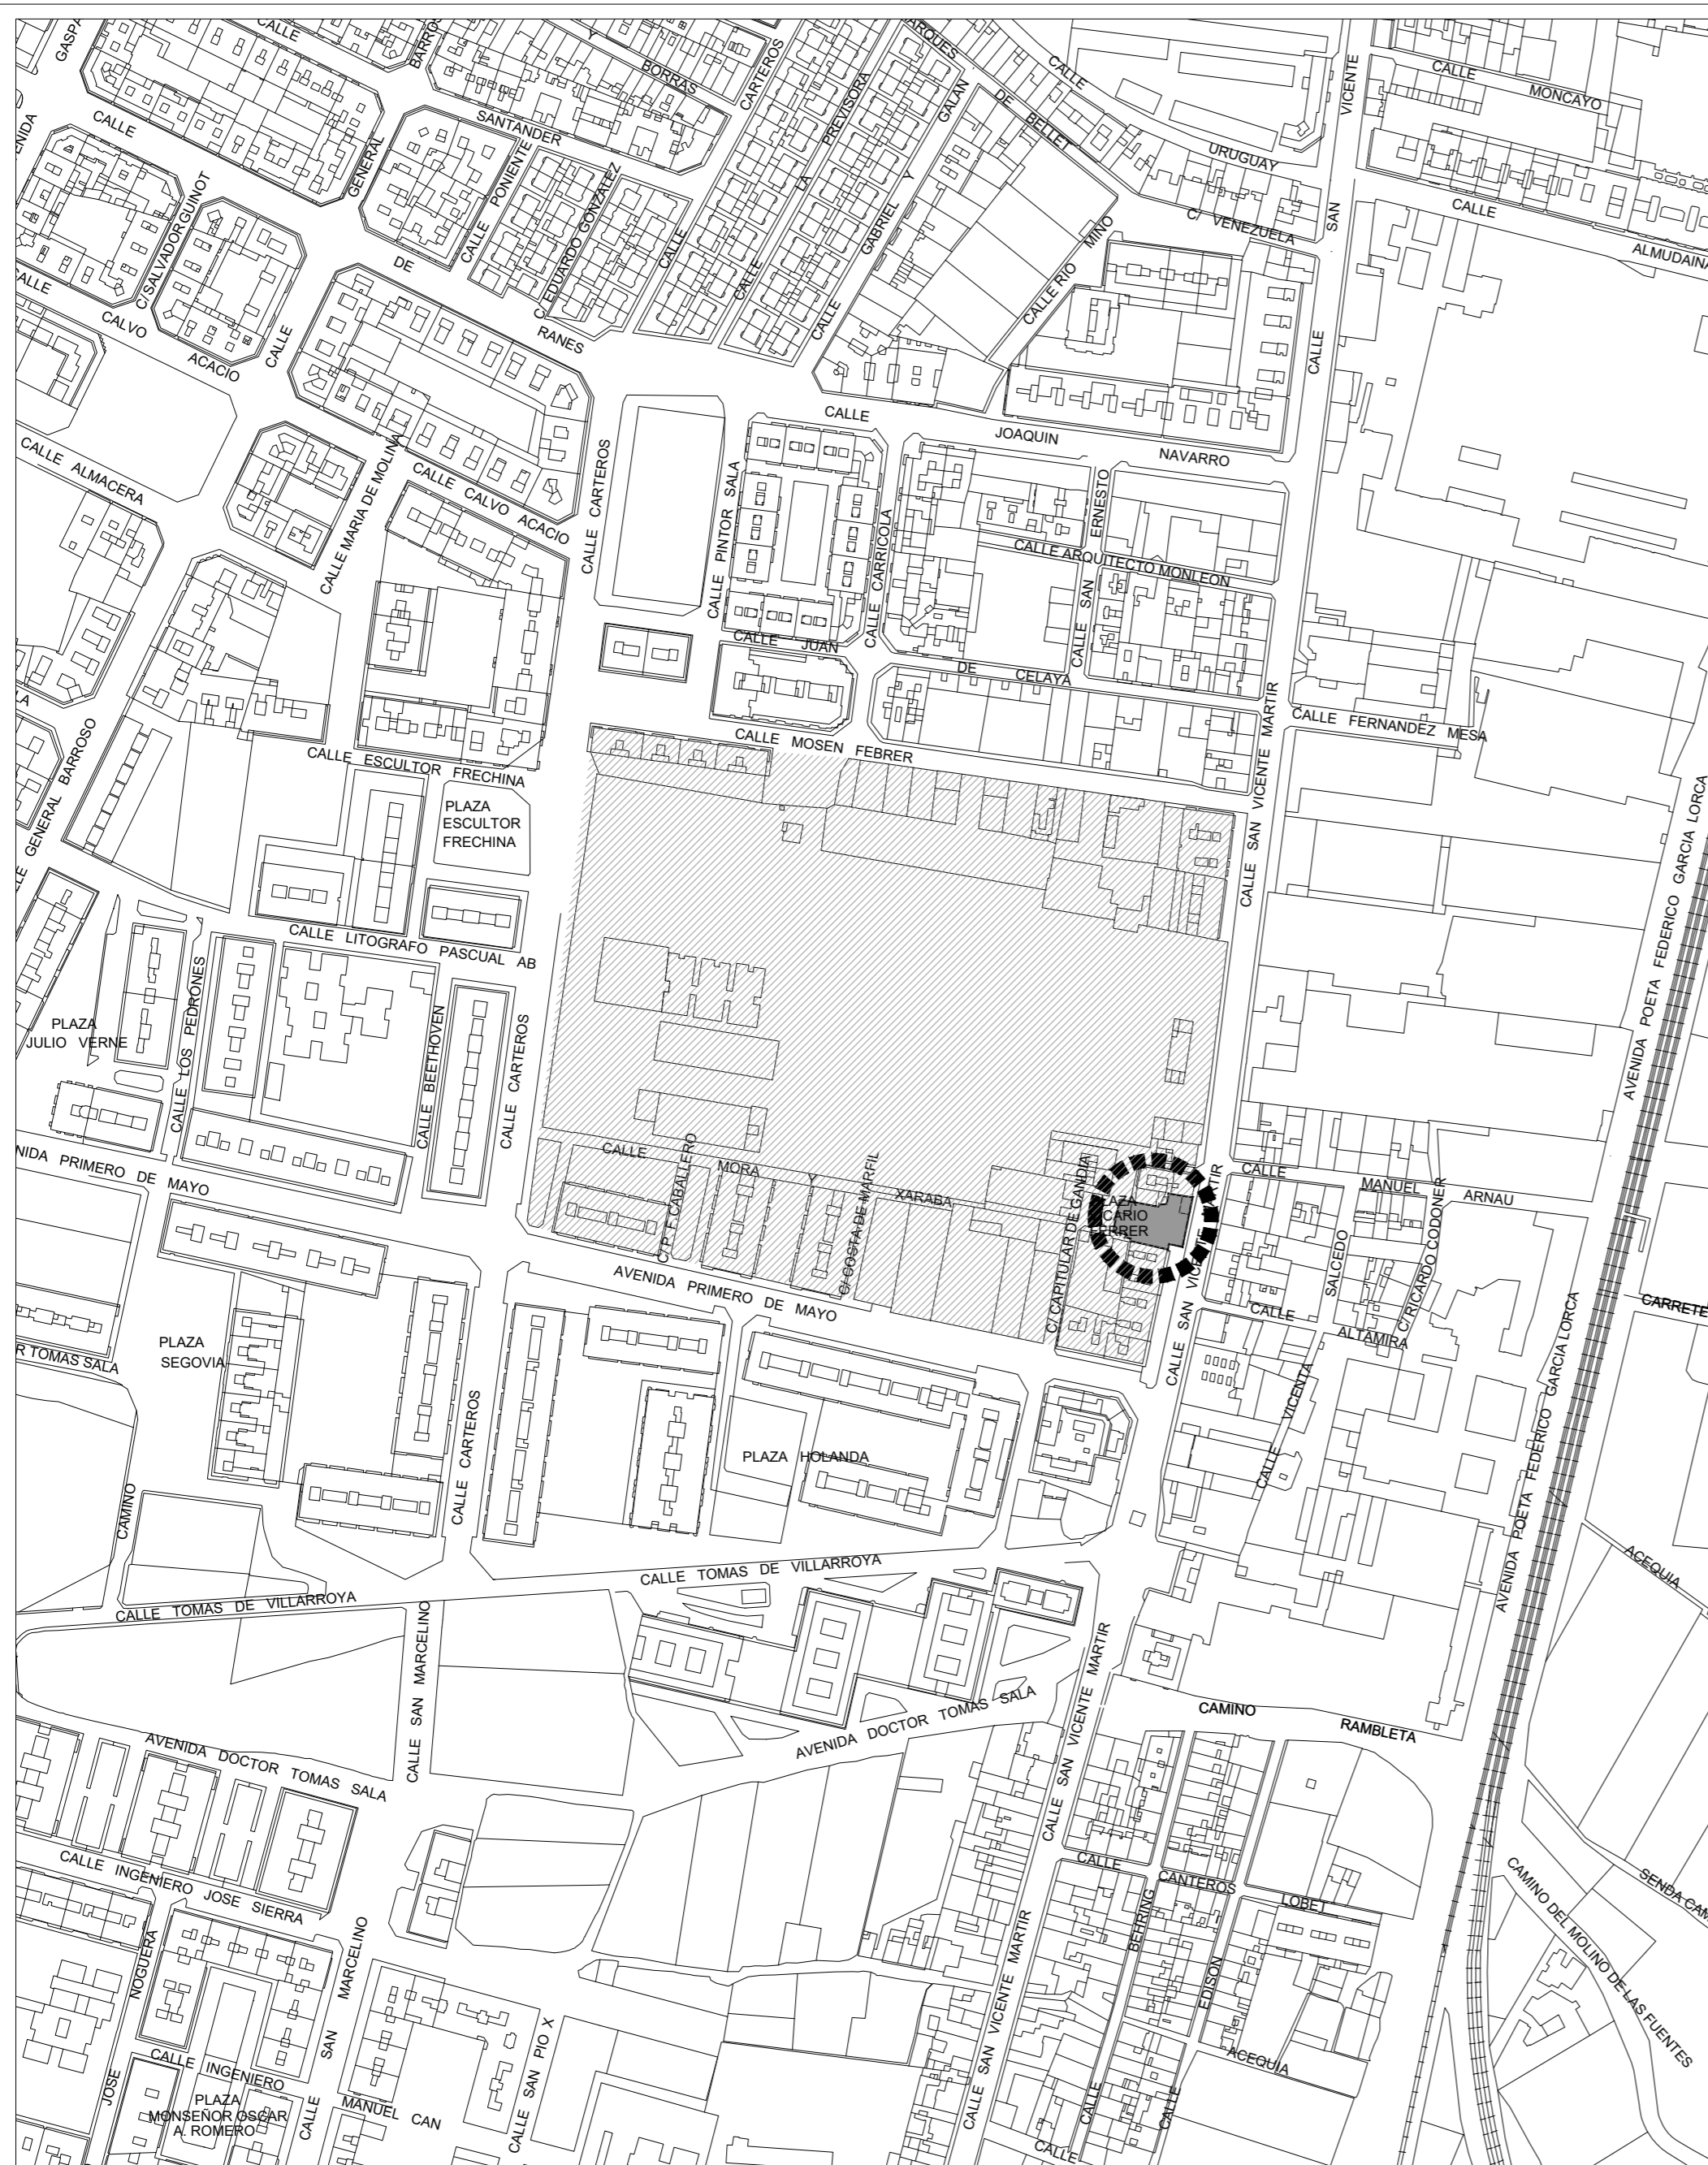 CALLE
BORRAS
CARTEROS
CALLE
MONCAYO
VICENTE
CALLE
GENERAL
SANTANDER
LA
PREVISORA
GALAN
Y
GABRIEL
CALLE
DE
BELLET
URUGUAY
SAN
CALLE
C/ VENEZUELA
CALLE RIO
MIÑO
C/SALVADOR GUINOT
DE
CALLE PONIENTE
C/ EDUARDO GONZALEZ
CALLE
CALLE
RANES
CALVO
ACACIO
CALLE
CALLE ALMACERA
CALLE MARIA DE MOLINA
CALLE CALVO ACACIO
CALLE CARTEROS
CALLE PINTOR SALA
CALLE
JOAQUIN
NAVARRO
CALLE
CALLE CARRICOLA
CALLE SAN
ERNESTO
CALLE ARQUITECTO MONLEON
CALLE JUAN
DE
CELAYA
CALLE MOSEN FEBRER
CALLE SAN VICENTE MARTIR
CALLE FERNANDEZ MESA
GENERAL BARROSO
CALLE ESCULTOR FRECHINA
PLAZA
ESCULTOR
FRECHINA
AVENIDA POETA FEDERICO GARCIA LORCA
CALLE LITOGRAFO PASCUAL AB
PLAZA
JULIO VERNE
CALLE LOS PEDRONES
CALLE BEETHOVEN
CALLE CARTEROS
NIDA PRIMERO DE MAYO
CALLE
MORA
Y
XARABA
C/ P.F.CABALLERO
C/ COSTA DE MARFIL
C/ CAPITULAR DE GANDIA
CALLE SAN VICENTE MARTIR
CALLE
MANUEL
ARNAU
SALCEDO
C/ RICARDO CODOÑER
CALLE
ALTAMIRA
CARRETE
AVENIDA PRIMERO DE MAYO
PLAZA
SEGOVIA
R TOMAS SALA
CALLE CARTEROS
PLAZA HOLANDA
CALLE
VICENTA
AVENIDA POETA FEDERICO GARCIA LORCA
CAMINO
CALLE TOMAS DE VILLARROYA
CALLE TOMAS DE VILLARROYA
ACEQUIA
CALLE SAN MARCELINO
AVENIDA DOCTOR TOMAS SALA
AVENIDA DOCTOR TOMAS SALA
CALLE SAN VICENTE MARTIR
CAMINO
RAMBLETA
CALLE INGENIERO JOSE SIERRA
CALLE
CANTEROS
LOBET
BEHRING
EDISON
CAMINO DEL MOLINO DE LAS FUENTES
JOSE
NOGUERA
CALLE
SAN
MARCELINO
CALLE INGENIERO
MANUEL CAN
CALLE SAN PIO X
PLAZA
MONSEÑOR OSCAR
A. ROMERO
CALLE SAN VICENTE MARTIR
CALLE
CALLE
ACEQUIA
CALLE